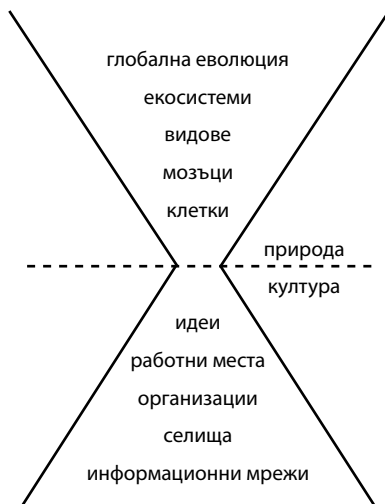 глобална еволюция
екосистеми
видове
мозъци
клетки
природа
култура
идеи
работни места
организации
селища
информационни мрежи